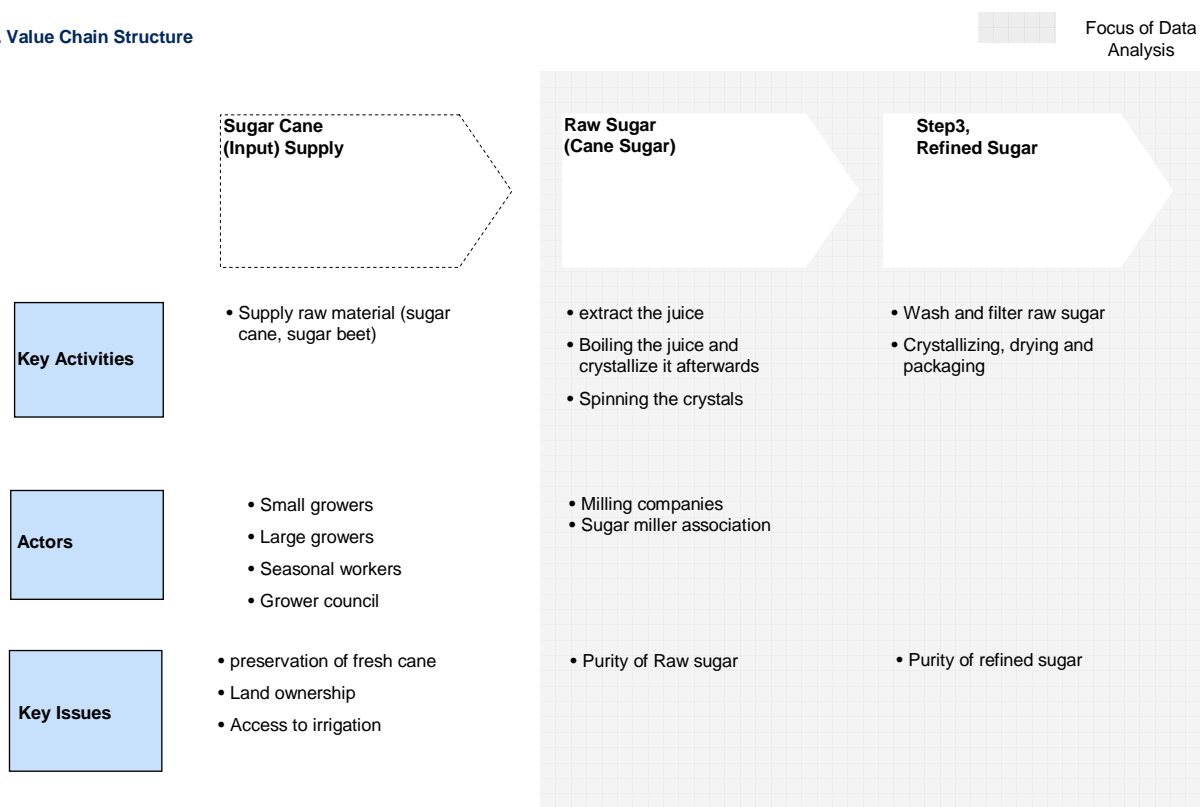 . Value Chain Structure
Focus of Data
Analysis
Sugar Cane
(Input) Supply
Raw Sugar
(Cane Sugar)
Step3,
Refined Sugar
Key Activities
• Supply raw material (sugar
cane, sugar beet)
• extract the juice
• Boiling the juice and
crystallize it afterwards
• Spinning the crystals
• Wash and filter raw sugar
• Crystallizing, drying and
packaging
Actors
• Small growers
• Large growers
• Seasonal workers
• Grower council
• Milling companies
• Sugar miller association
Key Issues
• preservation of fresh cane
• Land ownership
• Access to irrigation
• Purity of Raw sugar
• Purity of refined sugar